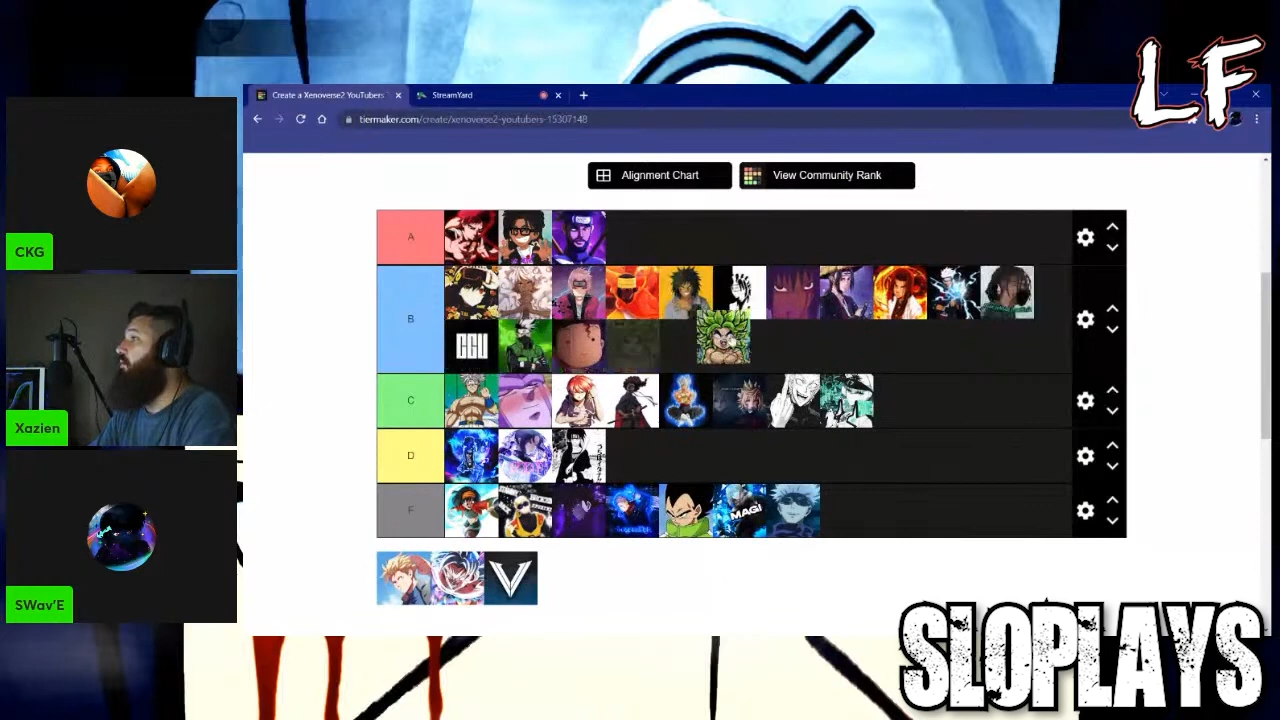 LF
Create a Xenoverse2 YouTubers
StreamYard
tiermaker.com/create/xenoverse2-youtubers-15307148
Alignment Chart
View Community Rank
A
B
CCU
C
D
F
MAGI
CKG
Xazien
SWav'E
SLOPLAYS